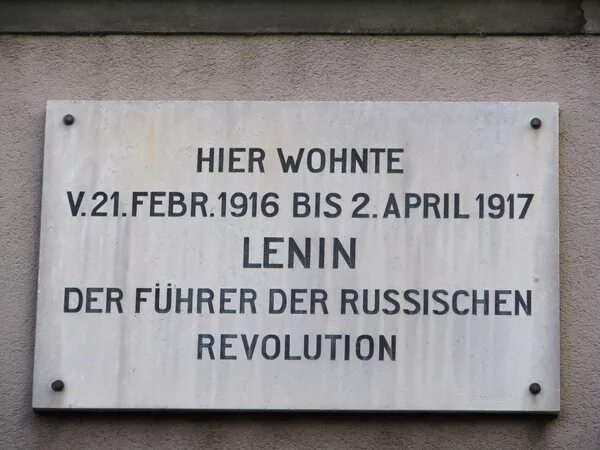 HIER WOHNTE
V.21.FEBR.1916 BIS 2.APRIL 1917
LENIN
DER FÜHRER DER RUSSISCHEN
REVOLUTION